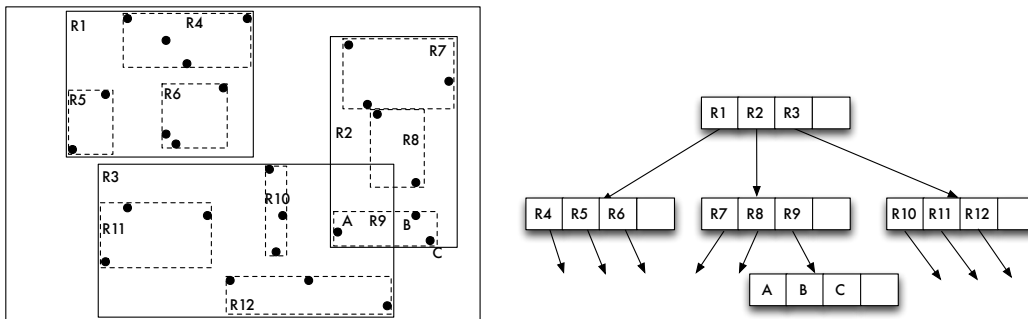 R1
R4
R7
R5
R6
R2
R8
R3
R10
R11
A
R9
B
C
R12
R1 R2 R3
R4 R5 R6
R7 R8 R9
R10 R11 R12
A B C